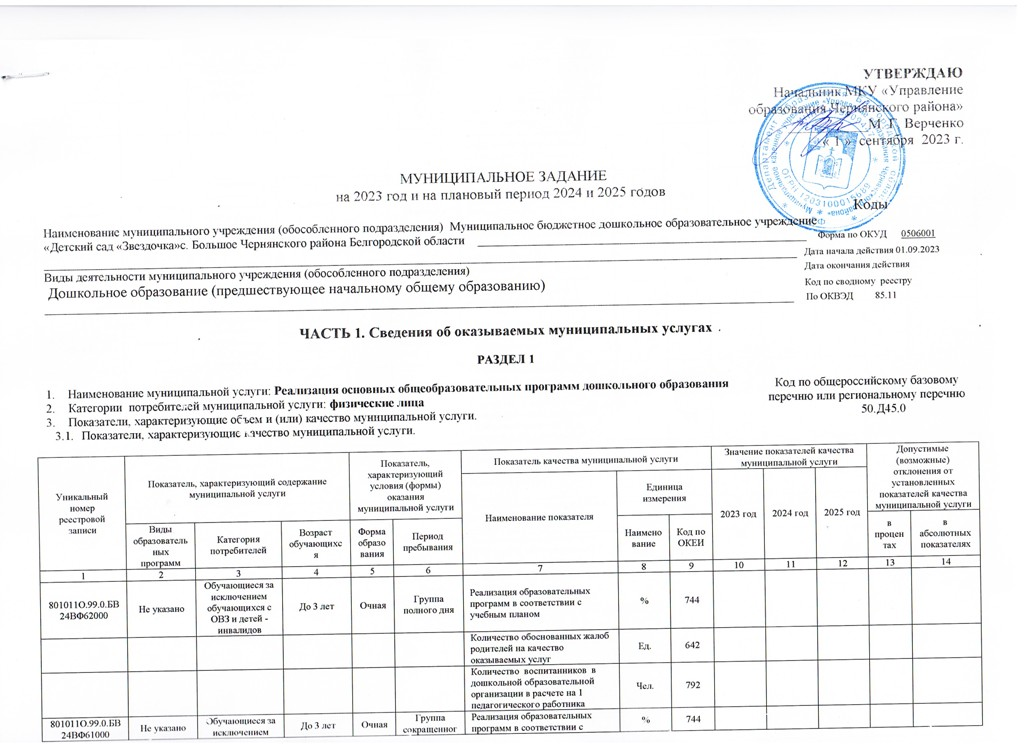 УТВЕРЖДАЮ
Начальник МКУ «Управление
образования Чернянского района»
М. Г. Верченко
« 1 » сентября 2023 г.
МУНИЦИПАЛЬНОЕ ЗАДАНИЕ
на 2023 год и на плановый период 2024 и 2025 годов
Коды
Наименование муниципального учреждения (обособленного подразделения) Муниципальное бюджетное дошкольное образовательное учреждение
«Детский сад «Звездочка»с. Большое Чернянского района Белгородской области
Форма по ОКУД 0506001
Дата начала действия 01.09.2023
Дата окончания действия
Виды деятельности муниципального учреждения (обособленного подразделения)
Код по сводному реестру
Дошкольное образование (предшествующее начальному общему образованию)
По ОКВЭД 85.11
ЧАСТЬ 1. Сведения об оказываемых муниципальных услугах .
РАЗДЕЛ 1
1. Наименование муниципальной услуги: Реализация основных общеобразовательных программ дошкольного образования
2. Категории потребителей муниципальной услуги: физические лица
3. Показатели, характеризующие объем и (или) качество муниципальной услуги.
3.1. Показатели, характеризующие качество муниципальной услуги.
Код по общероссийскому базовому
перечню или региональному перечню
50.Д45.0
Уникальный
номер
реестровой
записи
Показатель, характеризующий содержание
муниципальной услуги
Показатель,
характеризующий
условия (формы)
оказания
муниципальной услуги
Показатель качества муниципальной услуги
Значение показателей качества
муниципальной услуги
Допустимые
(возможные)
отклонения от
установленных
показателей качества
муниципальной услуги
Виды
образователь
ных
программ
Категория
потребителей
Возраст
обучающихс
я
Форма
образо
вания
Период
пребывания
Наименование показателя
Единица
измерения
Наимено
вание
Код по
ОКЕИ
2023 год
2024 год
2025 год
в
процен
тах
в
абсолютных
показателях
1 2 3 4 5 6 7 8 9 10 11 12 13 14
801011О.99.0.БВ
24ВФ62000
Не указано
Обучающиеся за
исключением
обучающихся с
ОВЗ и детей -
инвалидов
До 3 лет
Очная
Группа
полного дня
Реализация образовательных
программ в соответствии с
учебным планом
%
744
Количество обоснованных жалоб
родителей на качество
оказываемых услуг
Ед.
642
Количество воспитанников в
дошкольной образовательной
организации в расчете на 1
педагогического работника
Чел.
792
801011О.99.0.БВ
24ВФ61000
Не указано
Обучающиеся за
исключением
До 3 лет
Очная
Группа
сокращенног
Реализация образовательных
программ в соответствии с
%
744